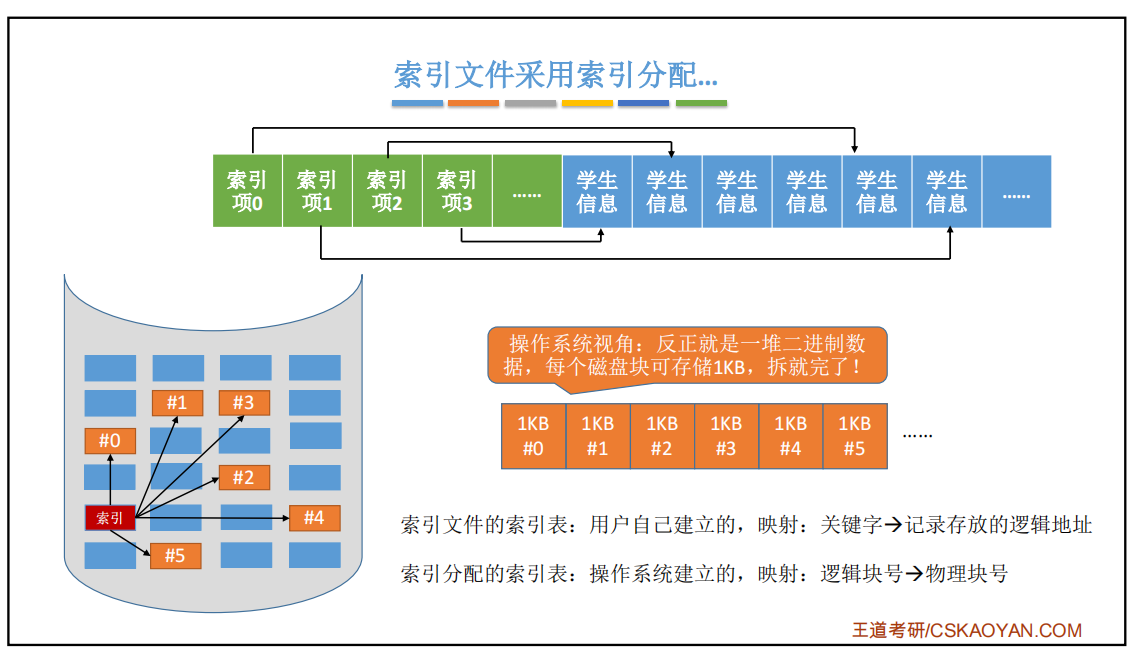 索引文件采用索引分配...
索引
项0
索引
项1
索引
项2
索引
项3
……
学生
信息
学生
信息
学生
信息
学生
信息
学生
信息
学生
信息
……
操作系统视角：反正就是一堆二进制数
据，每个磁盘块可存储1KB，拆就完了！
1KB
#0
1KB
#1
1KB
#2
1KB
#3
1KB
#4
1KB
#5
……
#1
#3
#0
#2
索引
#4
#5
索引文件的索引表：用户自己建立的，映射：关键字→记录存放的逻辑地址
索引分配的索引表：操作系统建立的，映射：逻辑块号→物理块号
王道考研/CSKAOYAN.COM